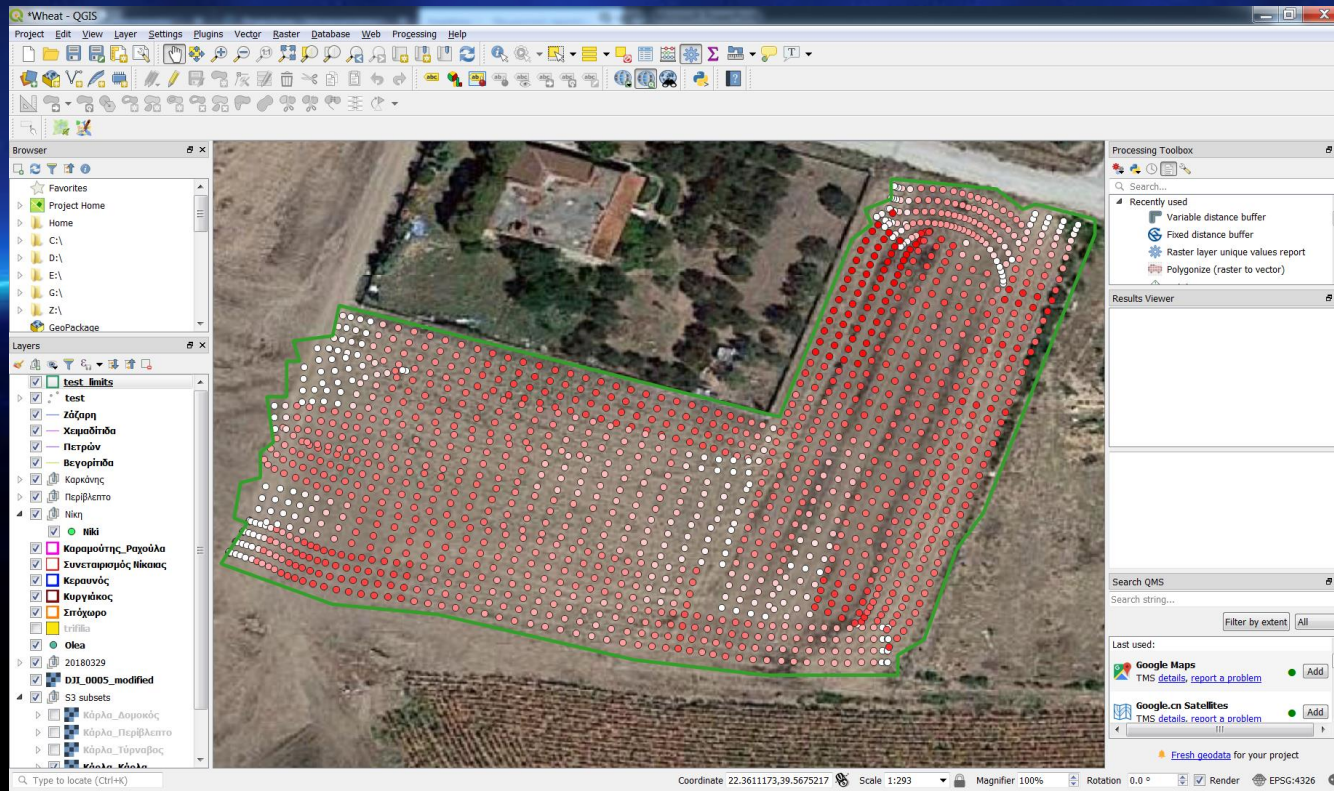 *Wheat - QGIS
Project Edit View Layer Settings Plugins Vector Raster Database Web Processing Help
Browser
Favorites
Project Home
Home
C:\
D:\
E:\
G:\
Z:\
GeoPackage
Layers
test_limits
test
Ζάζαρη
Χειμαδίτιδα
Πετρών
Βεγορίτιδα
Καρκάνης
Περίβλεπτο
Νίκη
Niki
Καραμούτης_Ραχούλα
Συνεταιρισμός Νίκαιας
Κεραυνός
Κυργιάκος
Σπόχωρο
trifilia
Olea
20180329
DJI_0005_modified
S3 subsets
Κάρλα_Δομοκός
Κάρλα_Περίβλεπτο
Κάρλα_Τύρναβος
Κάρλα_Κάρλα
Processing Toolbox
Search...
Recently used
Variable distance buffer
Fixed distance buffer
Raster layer unique values report
Polygonize (raster to vector)
Results Viewer
Search QMS
Search string...
Filter by extent All
Last used:
Google Maps
TMS details, report a problem Add
Google.cn Satellites
TMS details, report a problem Add
Fresh geodata for your project
Type to locate (Ctrl+K) Coordinate 22.3611173,39.5675217 Scale 1:293 Magnifier 100% Rotation 0.0 ° Render EPSG:4326